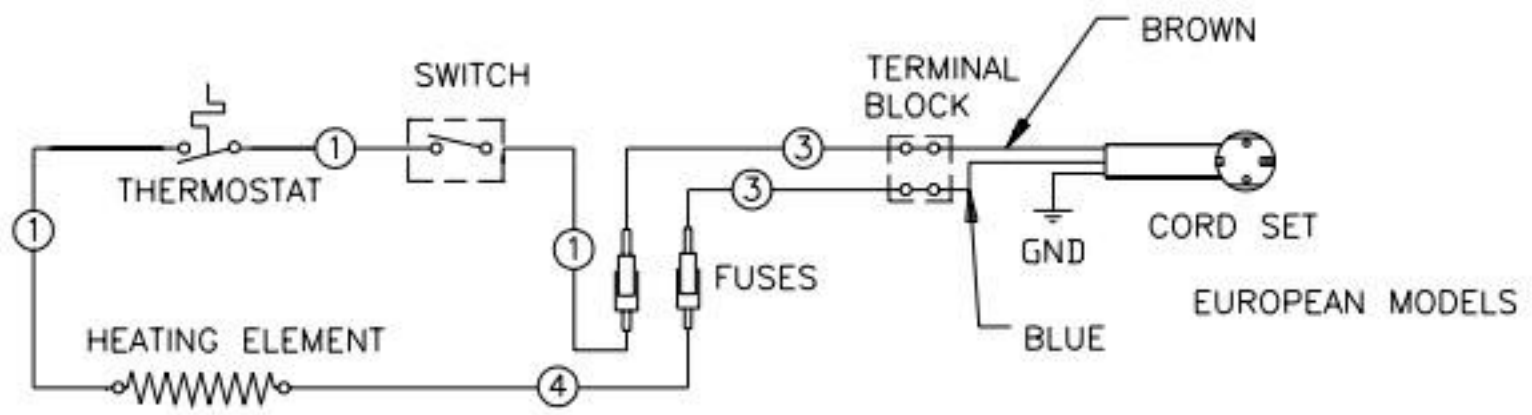 BROWN
SWITCH
TERMINAL
BLOCK
1
3
THERMOSTAT
3
1
1
CORD SET
GND
FUSES
EUROPEAN MODELS
HEATING ELEMENT
BLUE
4